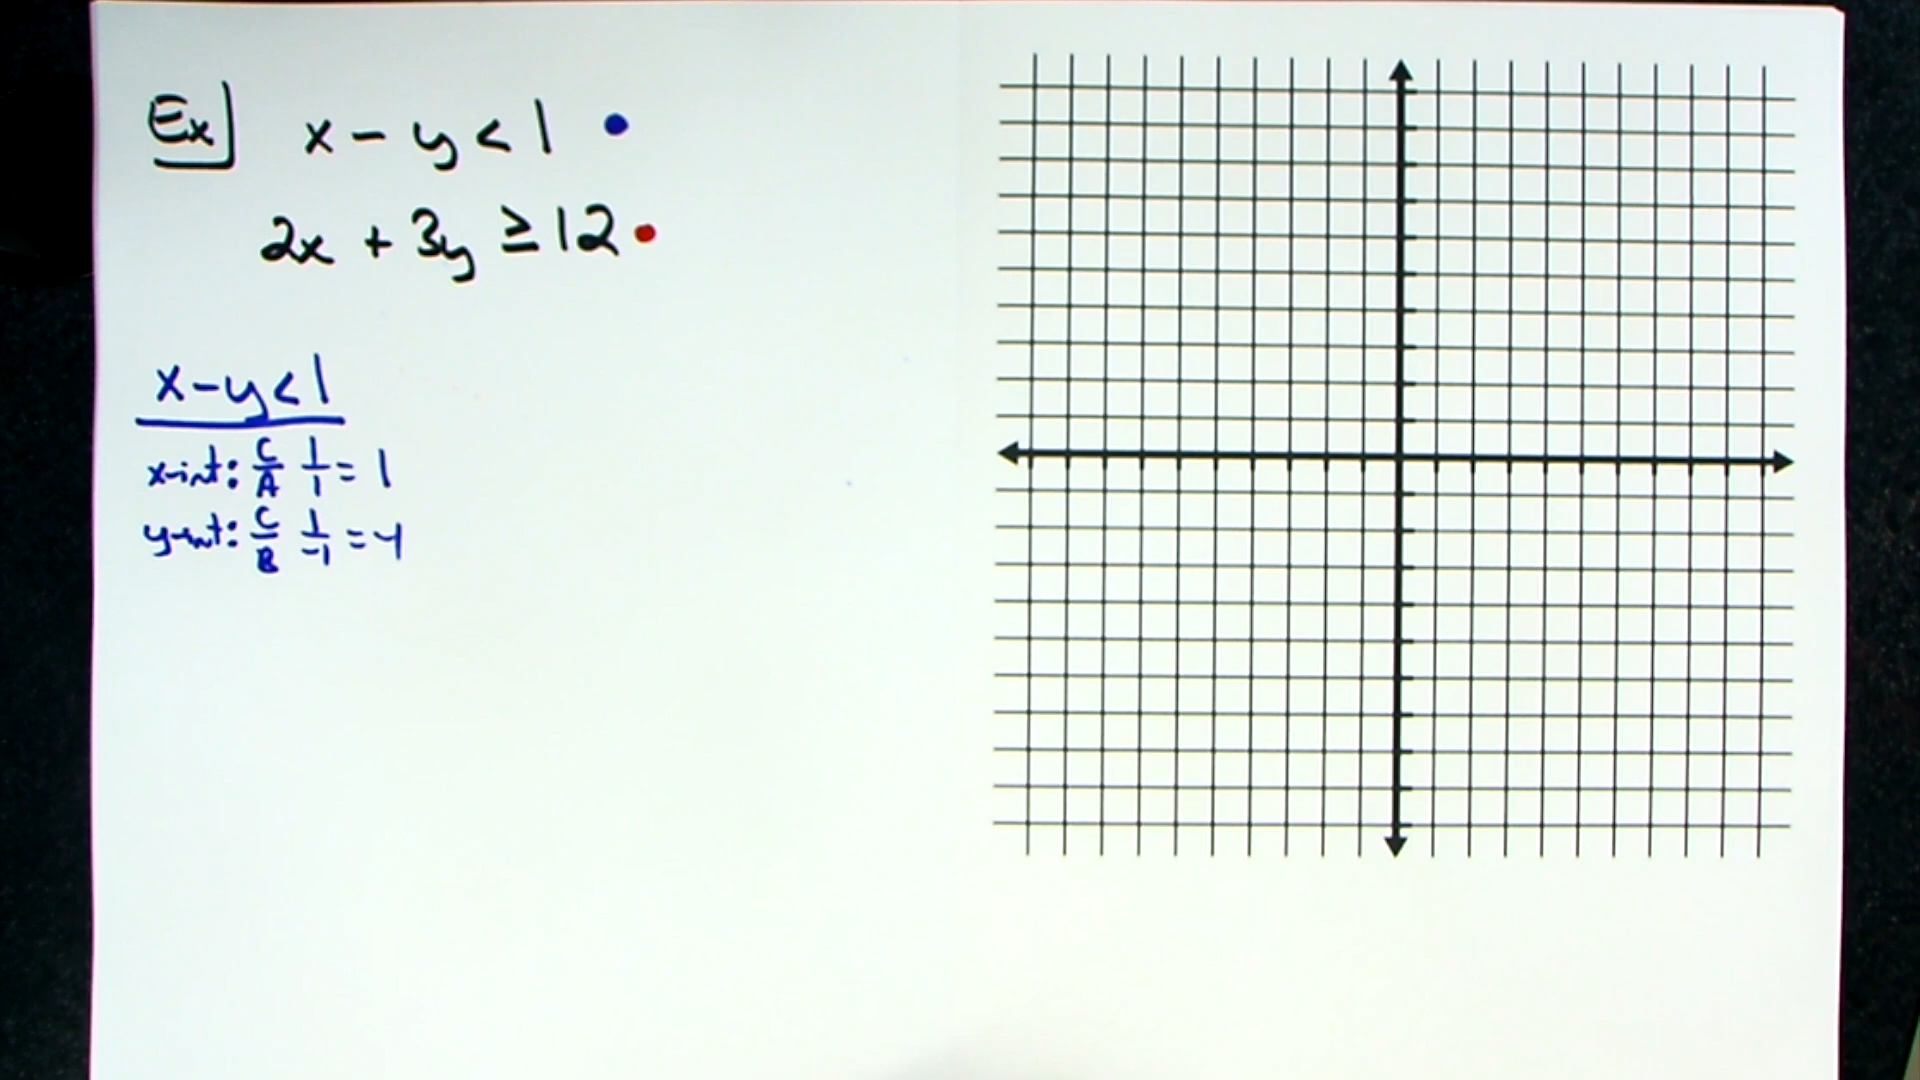 Ex x - y < 1
2x + 3y ≥ 12
x - y < 1
x-int: C/A 1/1 = 1
y-int: C/B 1/-1 = -1